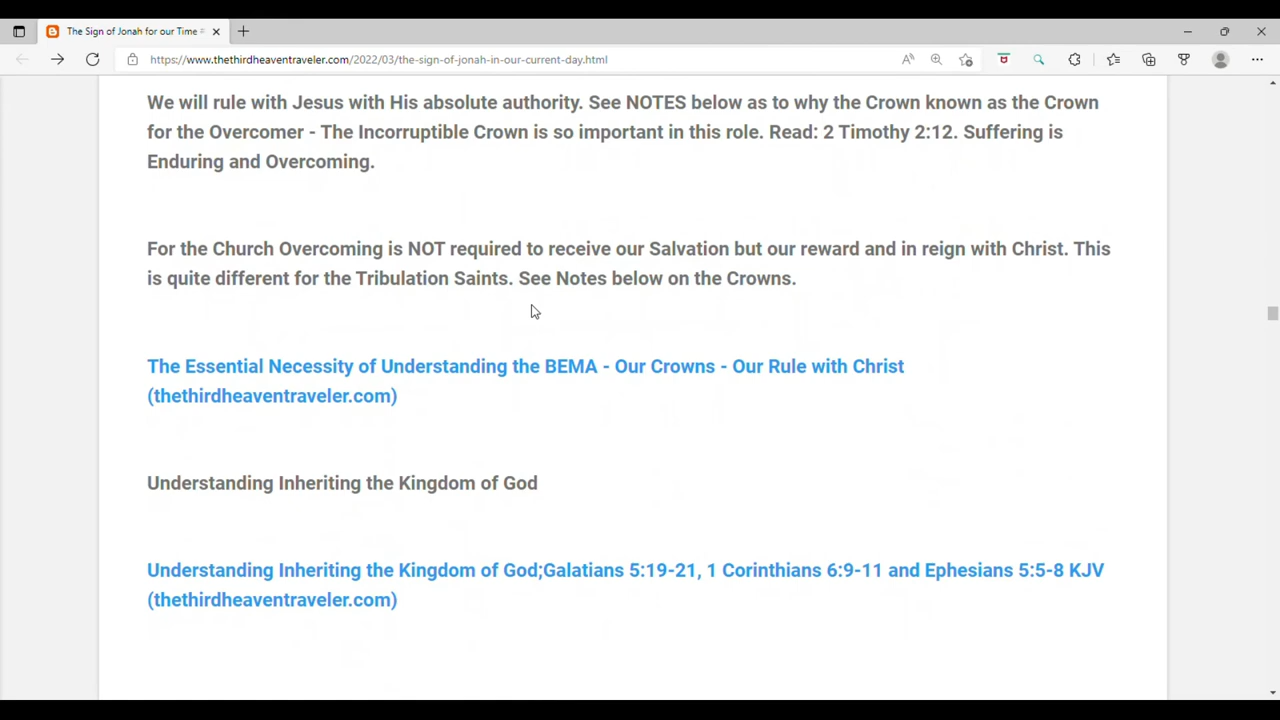 The Sign of Jonah for our Time
https://www.thethirdheaventraveler.com/2022/03/the-sign-of-jonah-in-our-current-day.html
We will rule with Jesus with His absolute authority. See NOTES below as to why the Crown known as the Crown
for the Overcomer - The Incorruptible Crown is so important in this role. Read: 2 Timothy 2:12. Suffering is
Enduring and Overcoming.
For the Church Overcoming is NOT required to receive our Salvation but our reward and in reign with Christ. This
is quite different for the Tribulation Saints. See Notes below on the Crowns.
The Essential Necessity of Understanding the BEMA - Our Crowns - Our Rule with Christ
(thethirdheaventraveler.com)
Understanding Inheriting the Kingdom of God
Understanding Inheriting the Kingdom of God;Galatians 5:19-21, 1 Corinthians 6:9-11 and Ephesians 5:5-8 KJV
(thethirdheaventraveler.com)